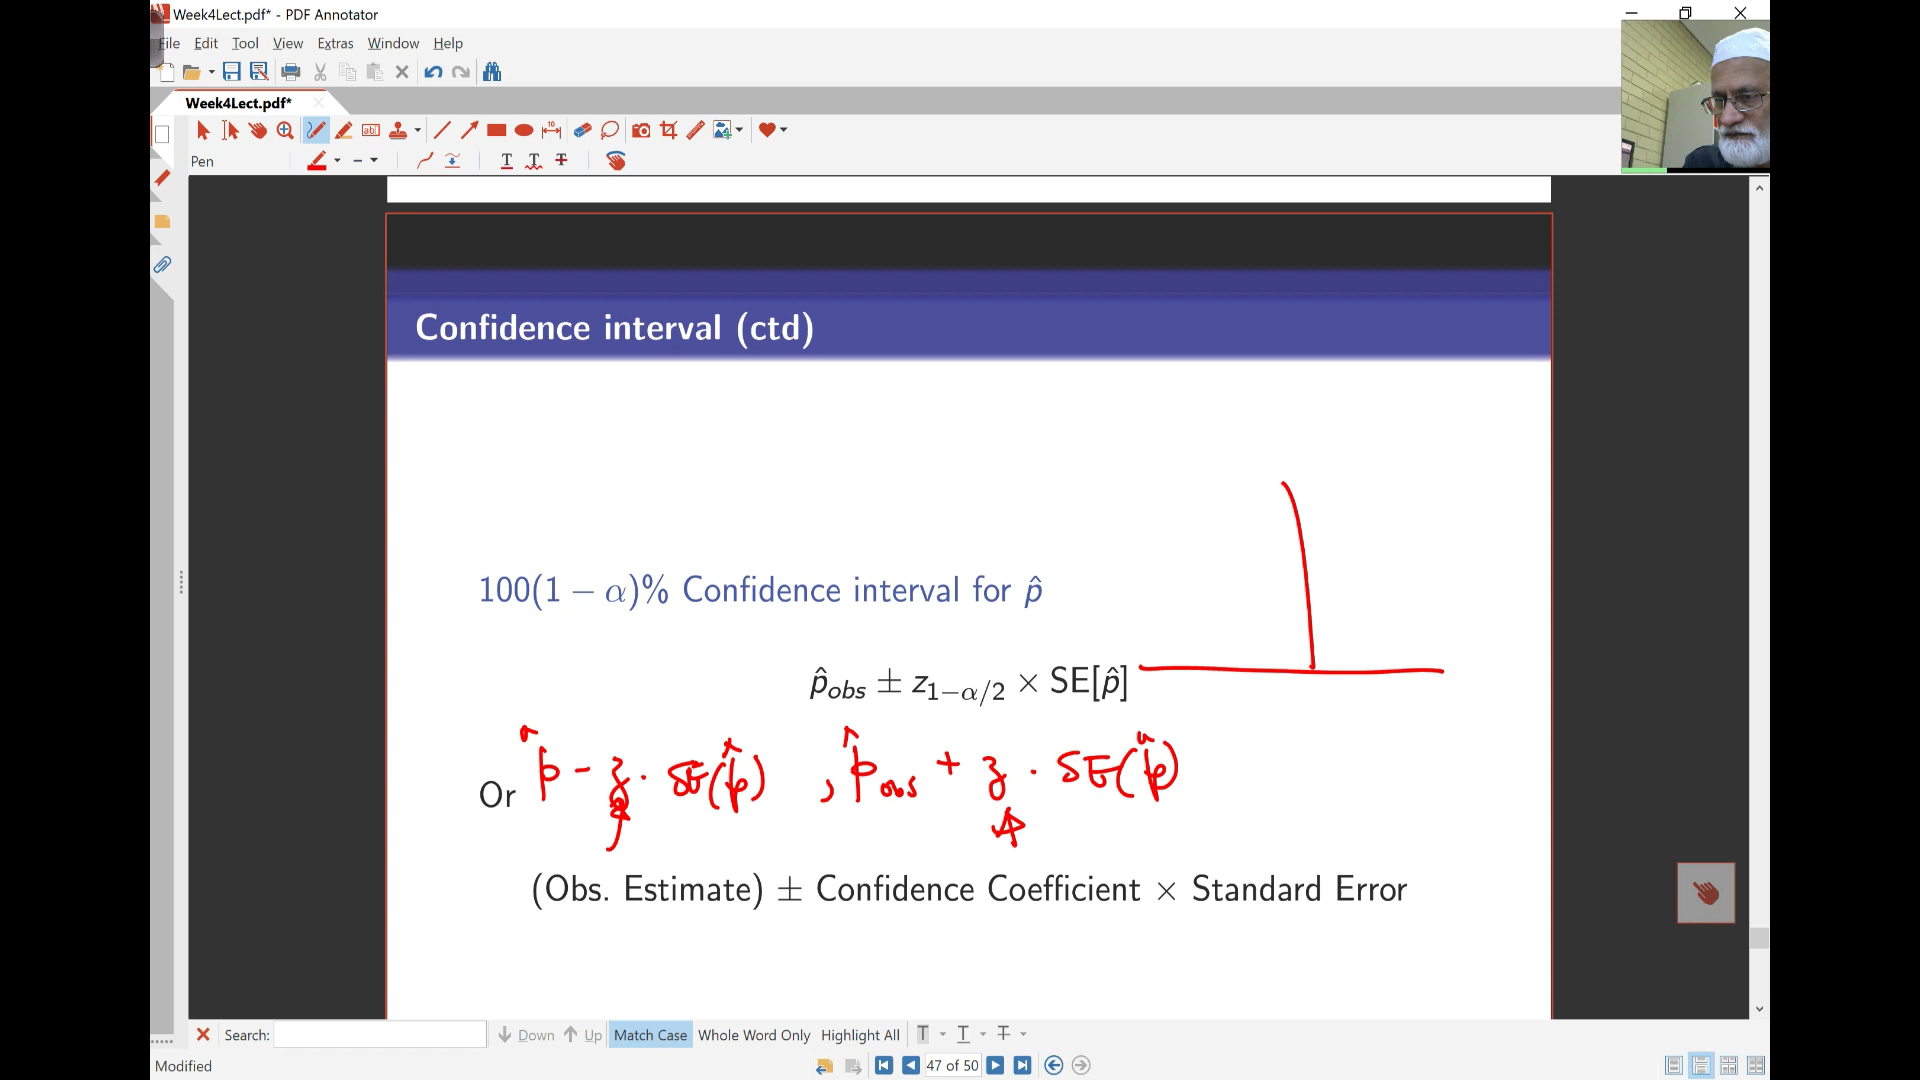 Week4Lect.pdf* - PDF Annotator
File Edit Tool View Extras Window Help
Week4Lect.pdf*
Pen
Confidence interval (ctd)
100(1 − α)% Confidence interval for p̂
p̂obs ± z1−α/2 × SE[p̂]
Or p̂ − z · SE(p̂) , p̂obs + z · SE(p̂)
(Obs. Estimate) ± Confidence Coefficient × Standard Error
Search: Down Up Match Case Whole Word Only Highlight All
Modified 47 of 50